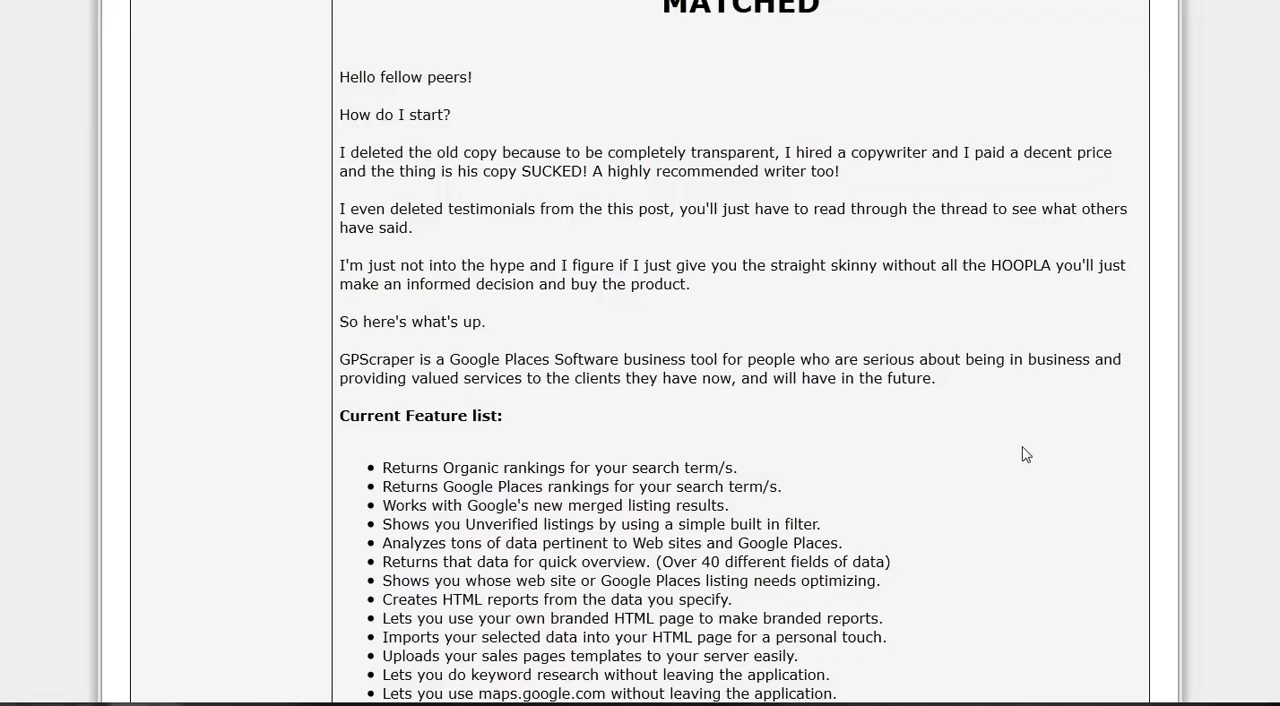 MATCHED
Hello fellow peers!
How do I start?
I deleted the old copy because to be completely transparent, I hired a copywriter and I paid a decent price
and the thing is his copy SUCKED! A highly recommended writer too!
I even deleted testimonials from the this post, you'll just have to read through the thread to see what others
have said.
I'm just not into the hype and I figure if I just give you the straight skinny without all the HOOPLA you'll just
make an informed decision and buy the product.
So here's what's up.
GPScraper is a Google Places Software business tool for people who are serious about being in business and
providing valued services to the clients they have now, and will have in the future.
Current Feature list:
• Returns Organic rankings for your search term/s.
• Returns Google Places rankings for your search term/s.
• Works with Google's new merged listing results.
• Shows you Unverified listings by using a simple built in filter.
• Analyzes tons of data pertinent to Web sites and Google Places.
• Returns that data for quick overview. (Over 40 different fields of data)
• Shows you whose web site or Google Places listing needs optimizing.
• Creates HTML reports from the data you specify.
• Lets you use your own branded HTML page to make branded reports.
• Imports your selected data into your HTML page for a personal touch.
• Uploads your sales pages templates to your server easily.
• Lets you do keyword research without leaving the application.
• Lets you use maps.google.com without leaving the application.